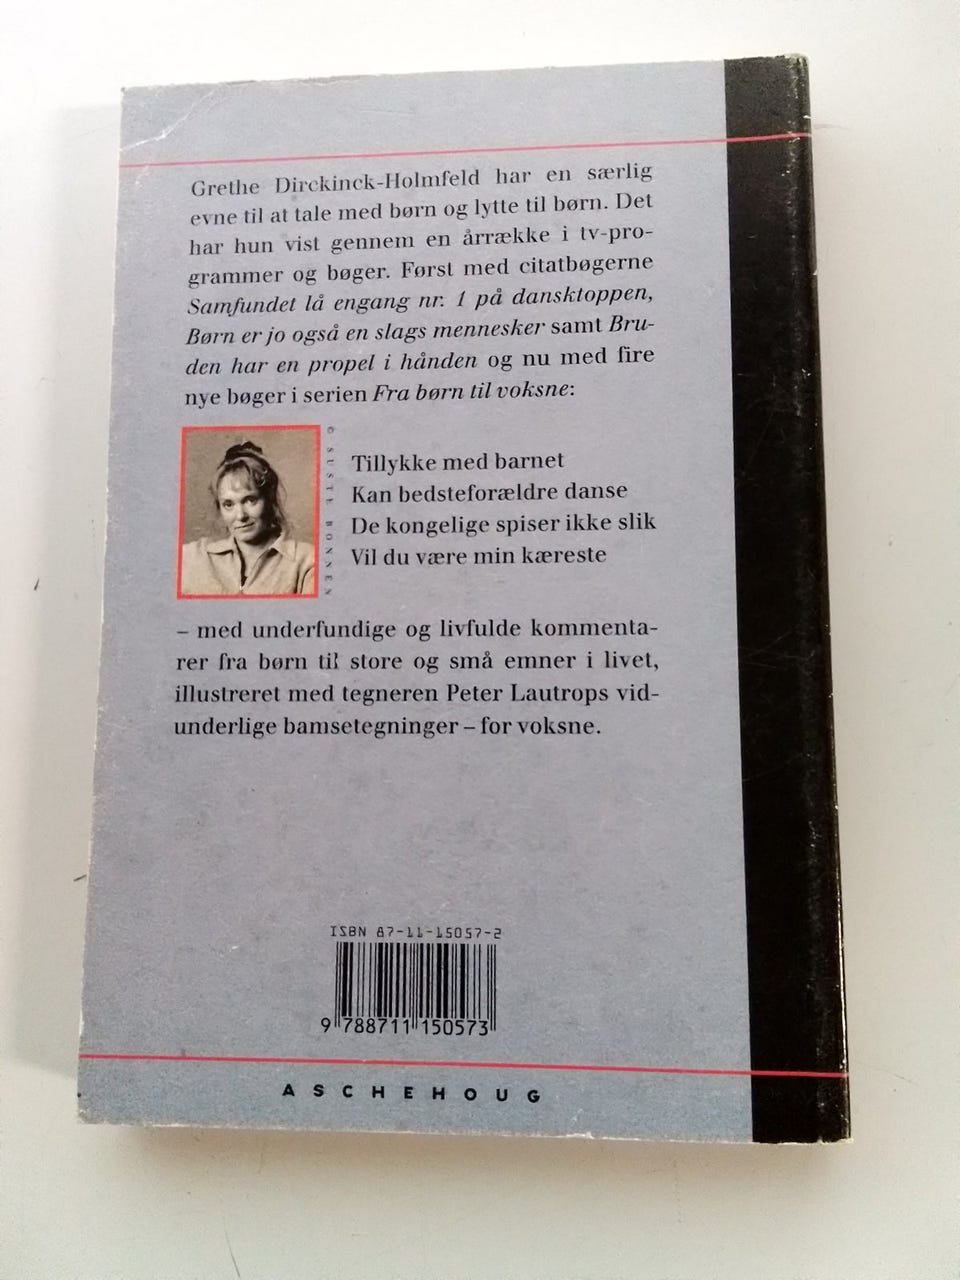 Grethe Dirckinck-Holmfeld har en særlig
evne til at tale med børn og lytte til børn. Det
har hun vist gennem en årrække i tv-pro-
grammer og bøger. Først med citatbøgerne
Samfundet lå engang nr. 1 på dansktoppen,
Børn er jo også en slags mennesker samt Bru-
den har en propel i hånden og nu med fire
nye bøger i serien Fra børn til voksne:
Tillykke med barnet
Kan bedsteforældre danse
De kongelige spiser ikke slik
Vil du være min kæreste
– med underfundige og livfulde kommenta-
rer fra børn til store og små emner i livet,
illustreret med tegneren Peter Lautrops vid-
underlige bamsetegninger – for voksne.
ISBN 87-11-15057-2
9 788711 150573
ASCHEHOUG